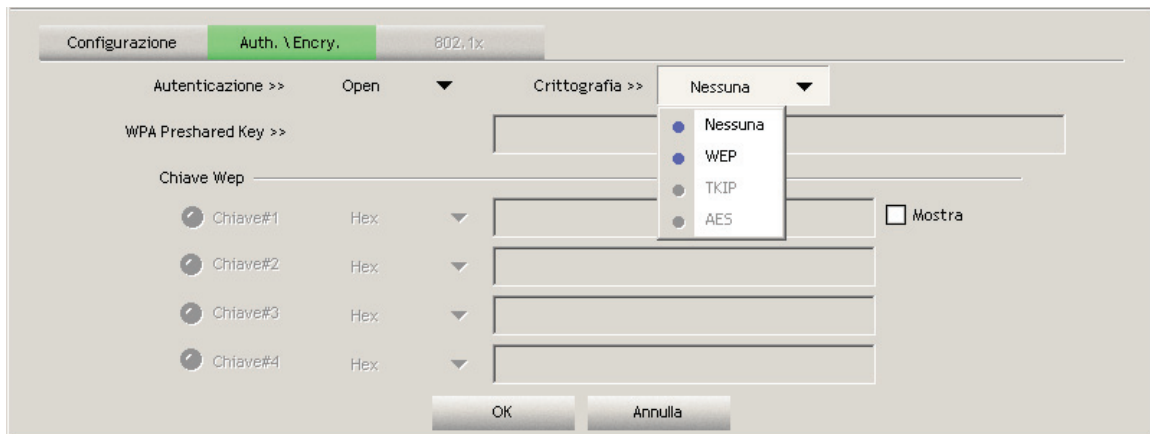 Configurazione Auth. \ Encry. 802.1x
Autenticazione >> Open Crittografia >> Nessuna
Nessuna
WPA Preshared Key >>
WEP
Chiave Wep
TKIP
Chiave#1 Hex AES Mostra
Chiave#2 Hex
Chiave#3 Hex
Chiave#4 Hex
OK Annulla